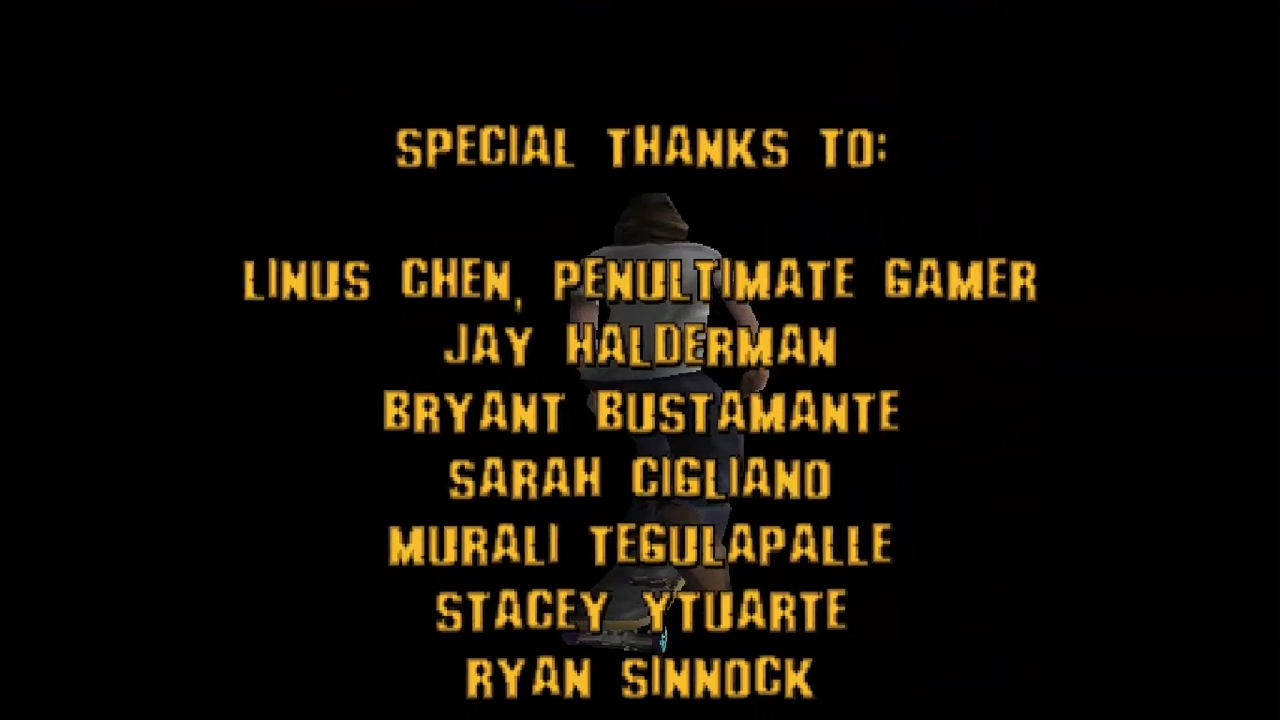 SPECIAL THANKS TO:
LINUS CHEN, PENULTIMATE GAMER
JAY HALDERMAN
BRYANT BUSTAMANTE
SARAH CIGLIANO
MURALI TEGULAPALLE
STACEY YTUARTE
RYAN SINNOCK